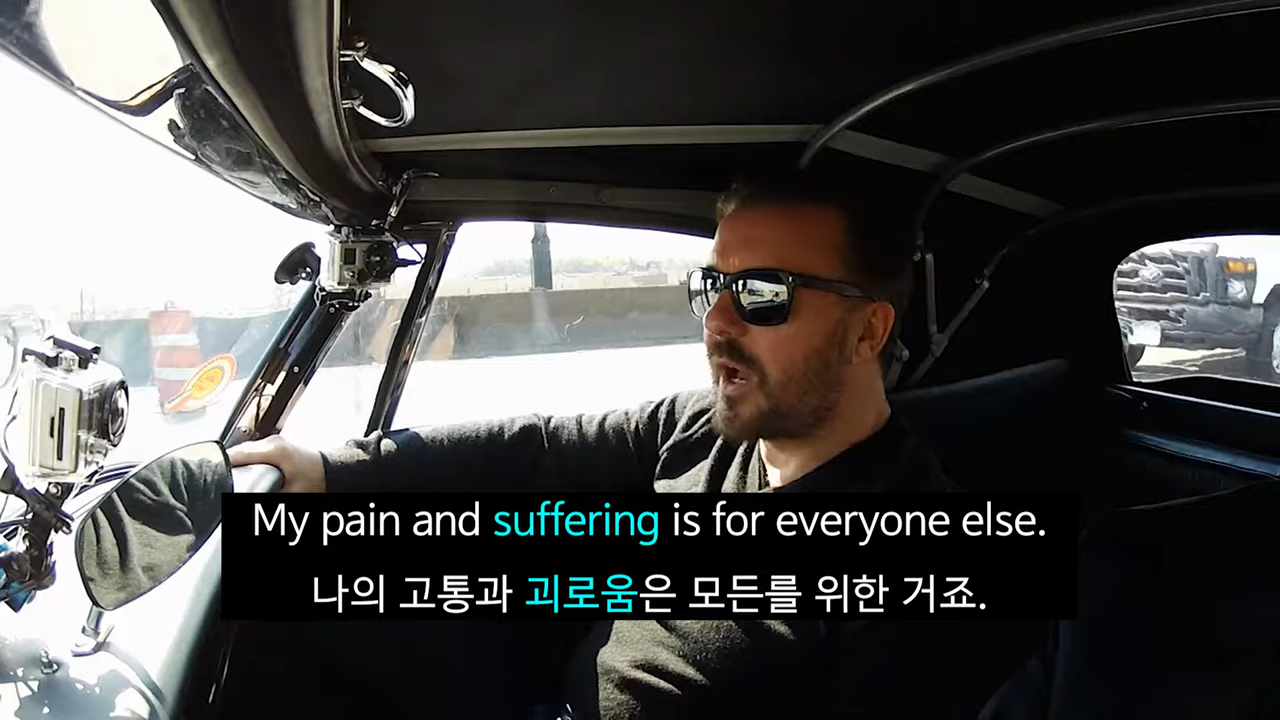 My pain and suffering is for everyone else.
나의 고통과 괴로움은 모든를 위한 거죠.